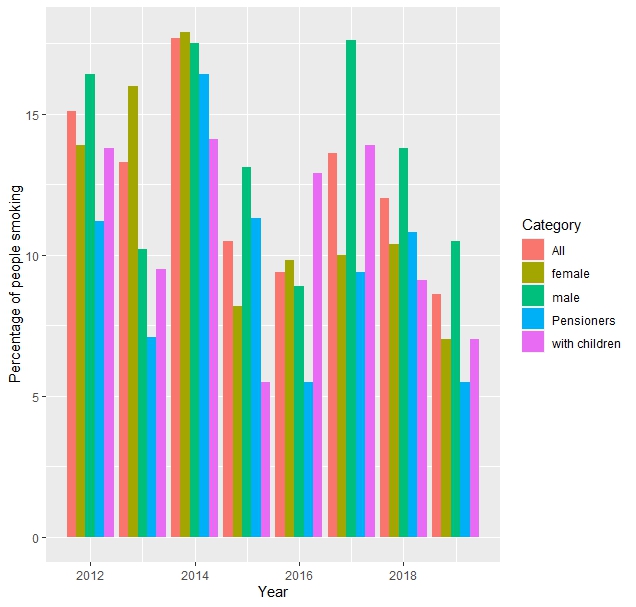 Percentage of people smoking
15
10
5
0
2012
2014
2016
2018
Year
Category
All
female
male
Pensioners
with children